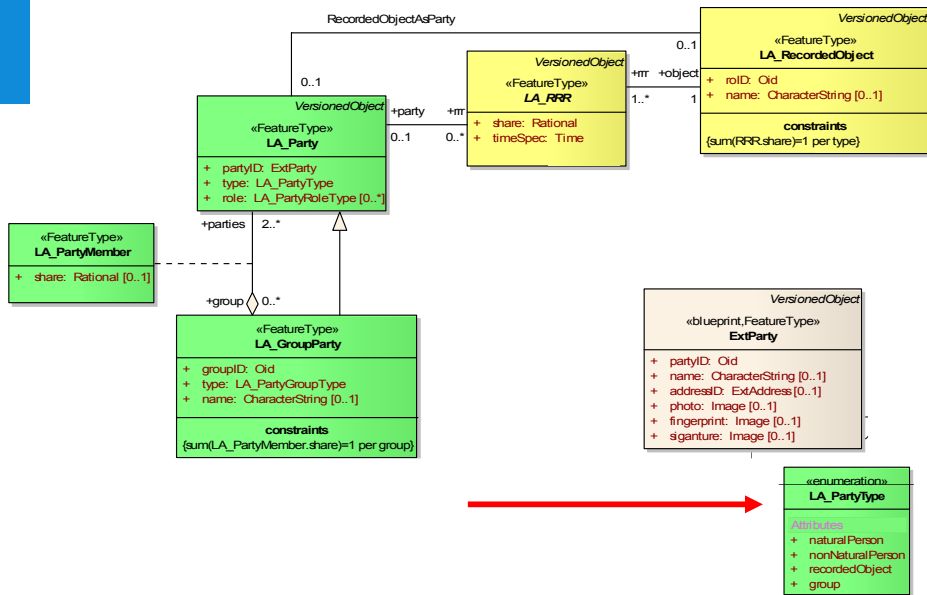 RecordedObjectAsParty
0..1
0..1
VersionedObject
«FeatureType»
LA_RecordedObject
+ roID: Oid
+ name: CharacterString [0..1]
constraints
{sum(RRR.share)=1 per type}
VersionedObject
«FeatureType»
LA_RRR
+ share: Rational
+ timeSpec: Time
+rrr +object
1..* 1
+party +rrr
0..1 0..*
VersionedObject
«FeatureType»
LA_Party
+ partyID: ExtParty
+ type: LA_PartyType
+ role: LA_PartyRoleType [0..*]
+parties 2..*
«FeatureType»
LA_PartyMember
+ share: Rational [0..1]
+group 0..*
«FeatureType»
LA_GroupParty
+ groupID: Oid
+ type: LA_PartyGroupType
+ name: CharacterString [0..1]
constraints
{sum(LA_PartyMember.share)=1 per group}
VersionedObject
«blueprint,FeatureType»
ExtParty
+ partyID: Oid
+ name: CharacterString [0..1]
+ addressID: ExtAddress [0..1]
+ photo: Image [0..1]
+ fingerprint: Image [0..1]
+ siganture: Image [0..1]
«enumeration»
LA_PartyType
Attributes
+ naturalPerson
+ nonNaturalPerson
+ recordedObject
+ group